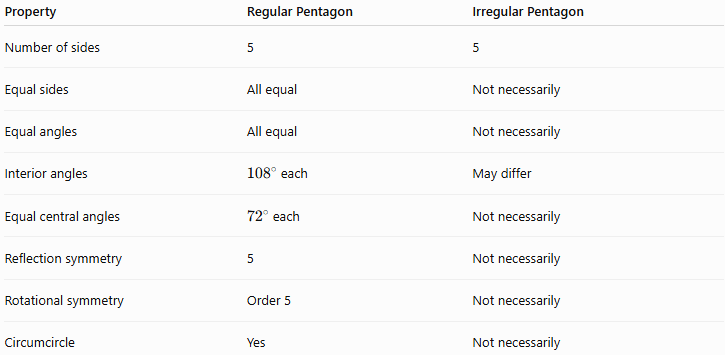 Property Regular Pentagon Irregular Pentagon
Number of sides 5 5
Equal sides All equal Not necessarily
Equal angles All equal Not necessarily
Interior angles 108° each May differ
Equal central angles 72° each Not necessarily
Reflection symmetry 5 Not necessarily
Rotational symmetry Order 5 Not necessarily
Circumcircle Yes Not necessarily